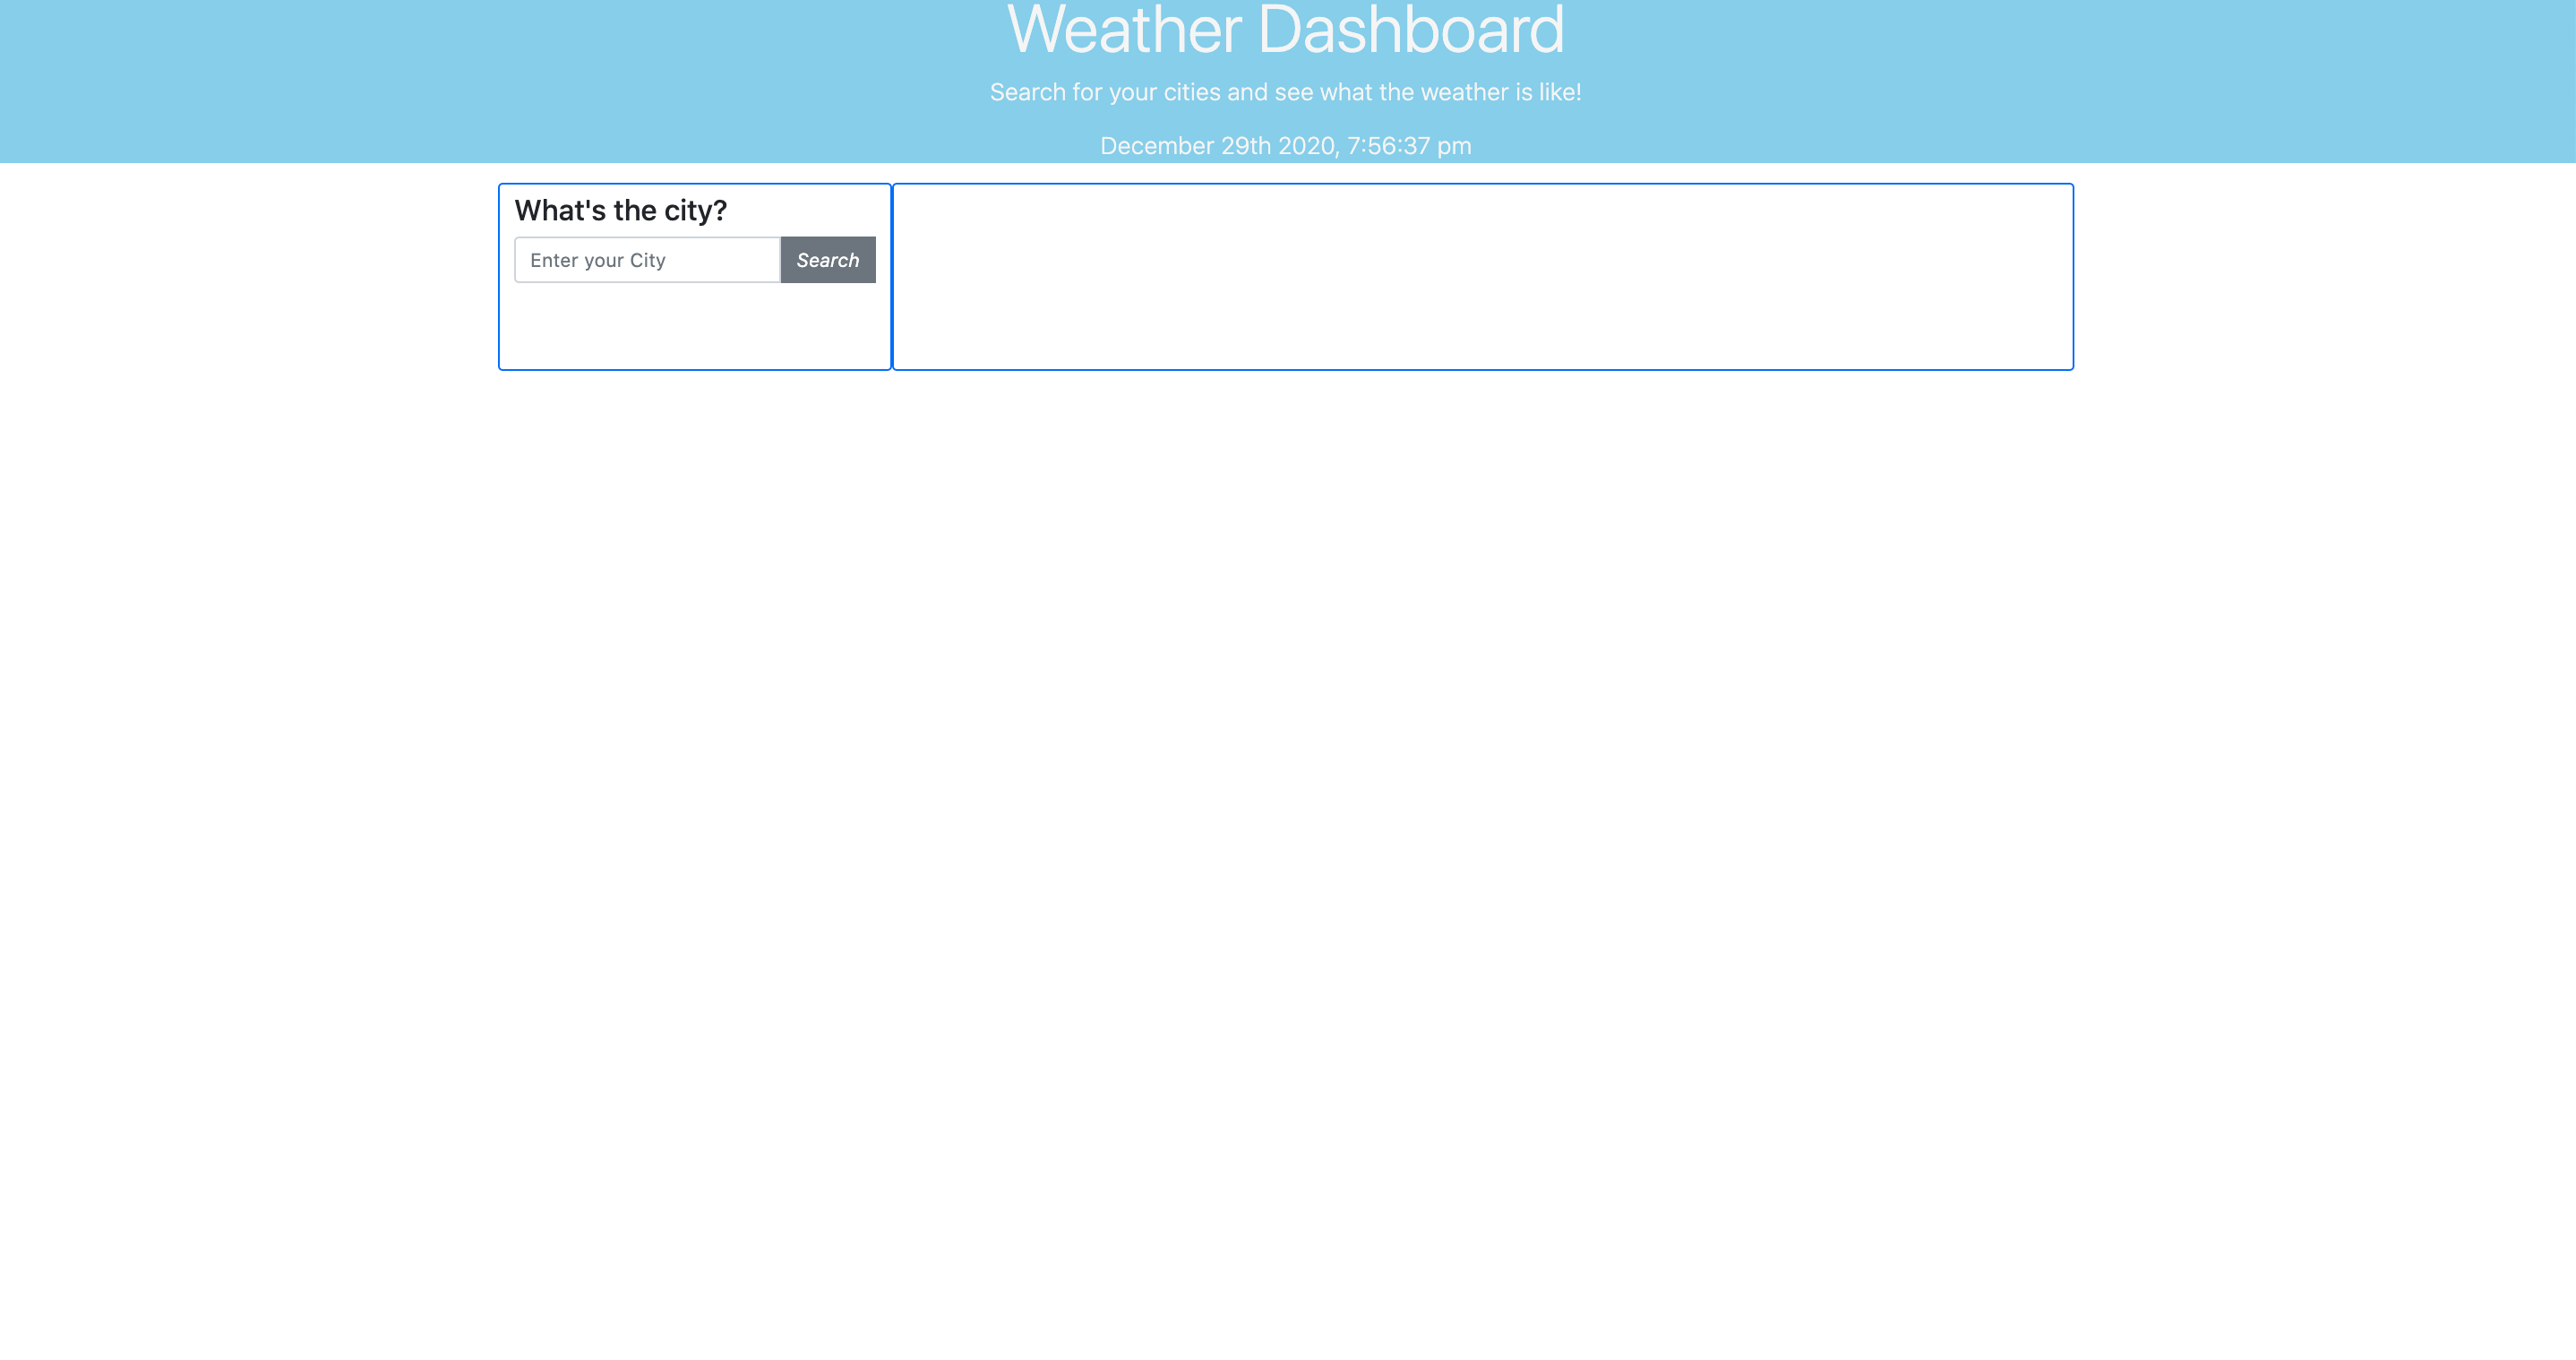 Weather Dashboard
Search for your cities and see what the weather is like!
December 29th 2020, 7:56:37 pm
What's the city?
Enter your City
Search